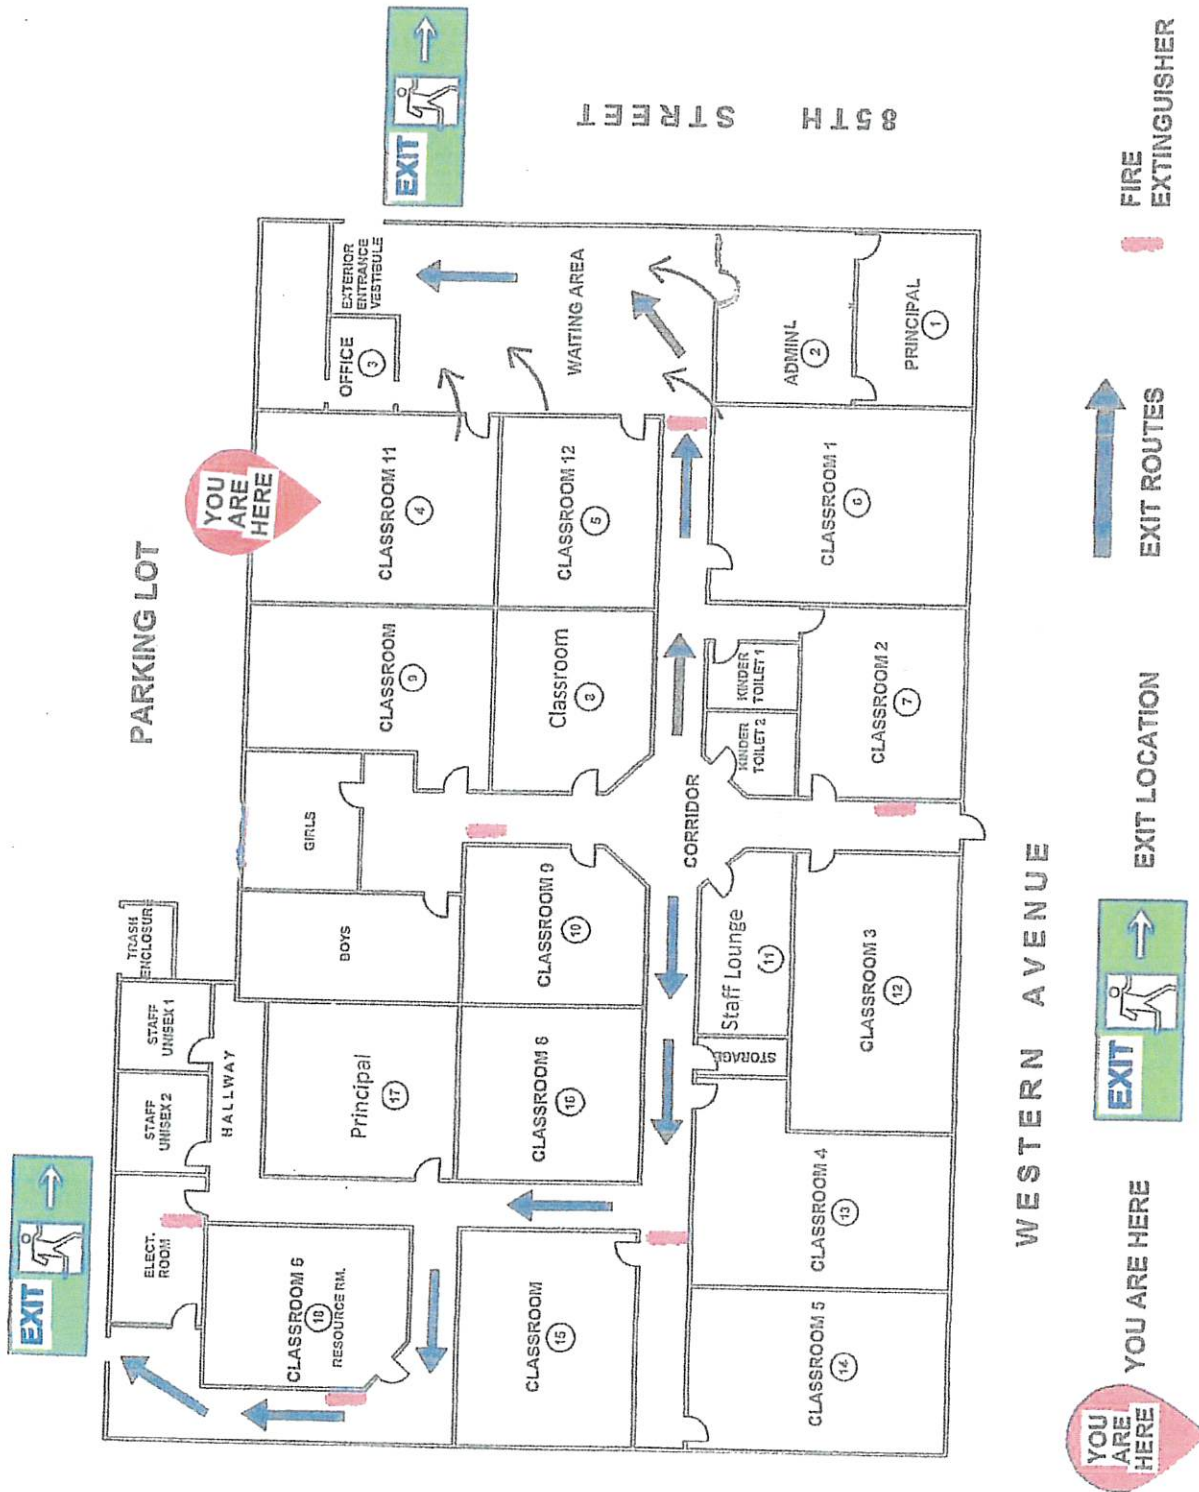 EXIT
TRASH
ENCLOSUR
STAFF
UNISEX 1
STAFF
UNISEX 2
ELECT.
ROOM
HALLWAY
PARKING LOT
YOU
ARE
HERE
EXIT
CLASSROOM 6
18
RESOURCE RM.
Principal
17
BOYS
GIRLS
CLASSROOM
9
CLASSROOM 11
4
OFFICE
3
EXTERIOR
ENTRANCE
VESTIBULE
CLASSROOM
15
CLASSROOM 6
16
CLASSROOM 9
10
Classroom
8
CLASSROOM 12
5
WAITING AREA
85TH STREET
CORRIDOR
STORAGE
Staff Lounge
11
KINDER
TOILET 2
KINDER
TOILET 1
ADMINL
2
CLASSROOM 5
14
CLASSROOM 4
13
CLASSROOM 3
12
CLASSROOM 2
7
CLASSROOM 1
6
PRINCIPAL
1
WESTERN AVENUE
YOU
ARE
HERE
YOU ARE HERE
EXIT
EXIT LOCATION
EXIT ROUTES
FIRE
EXTINGUISHER